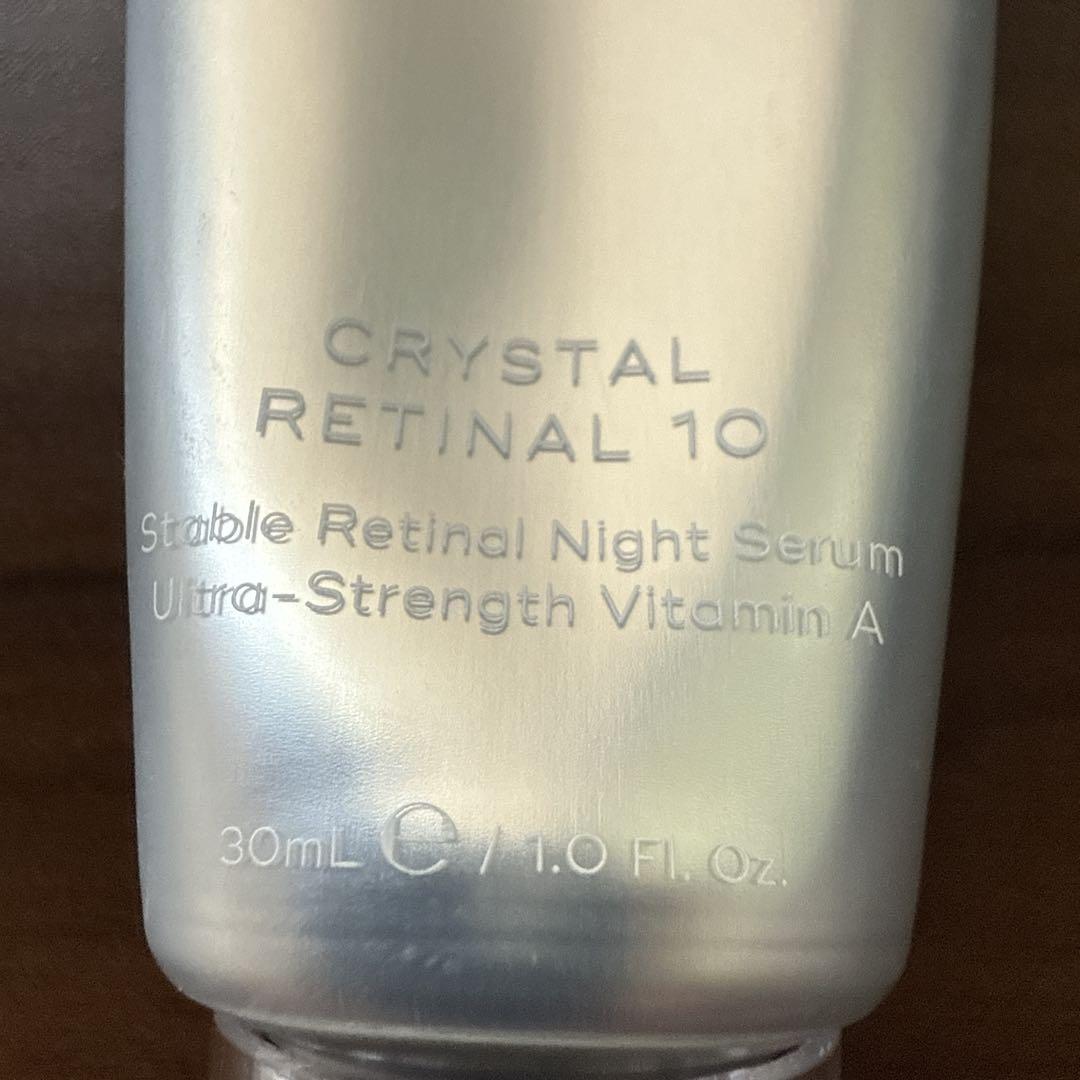 CRYSTAL
RETINAL 10
Stable Retinal Night Serum
Ultra-Strength Vitamin A
30mL ℮ / 1.0 Fl. Oz.